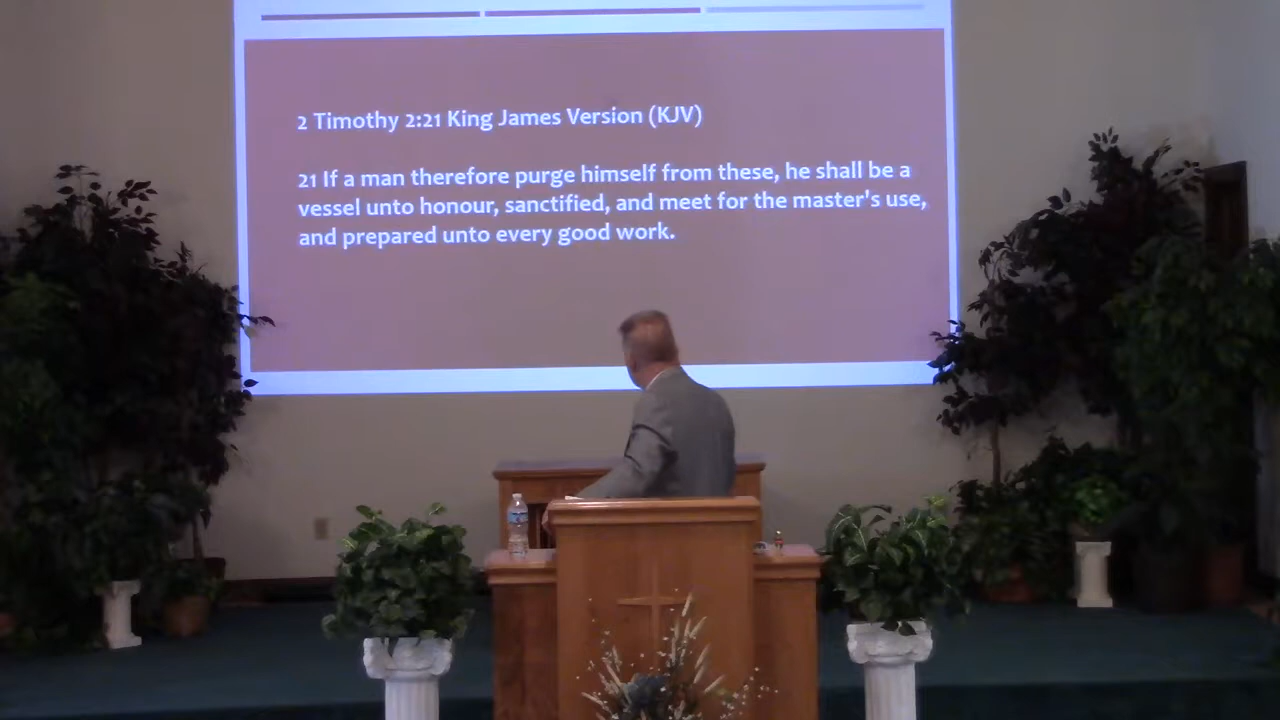 2 Timothy 2:21 King James Version (KJV)
21 If a man therefore purge himself from these, he shall be a
vessel unto honour, sanctified, and meet for the master's use,
and prepared unto every good work.